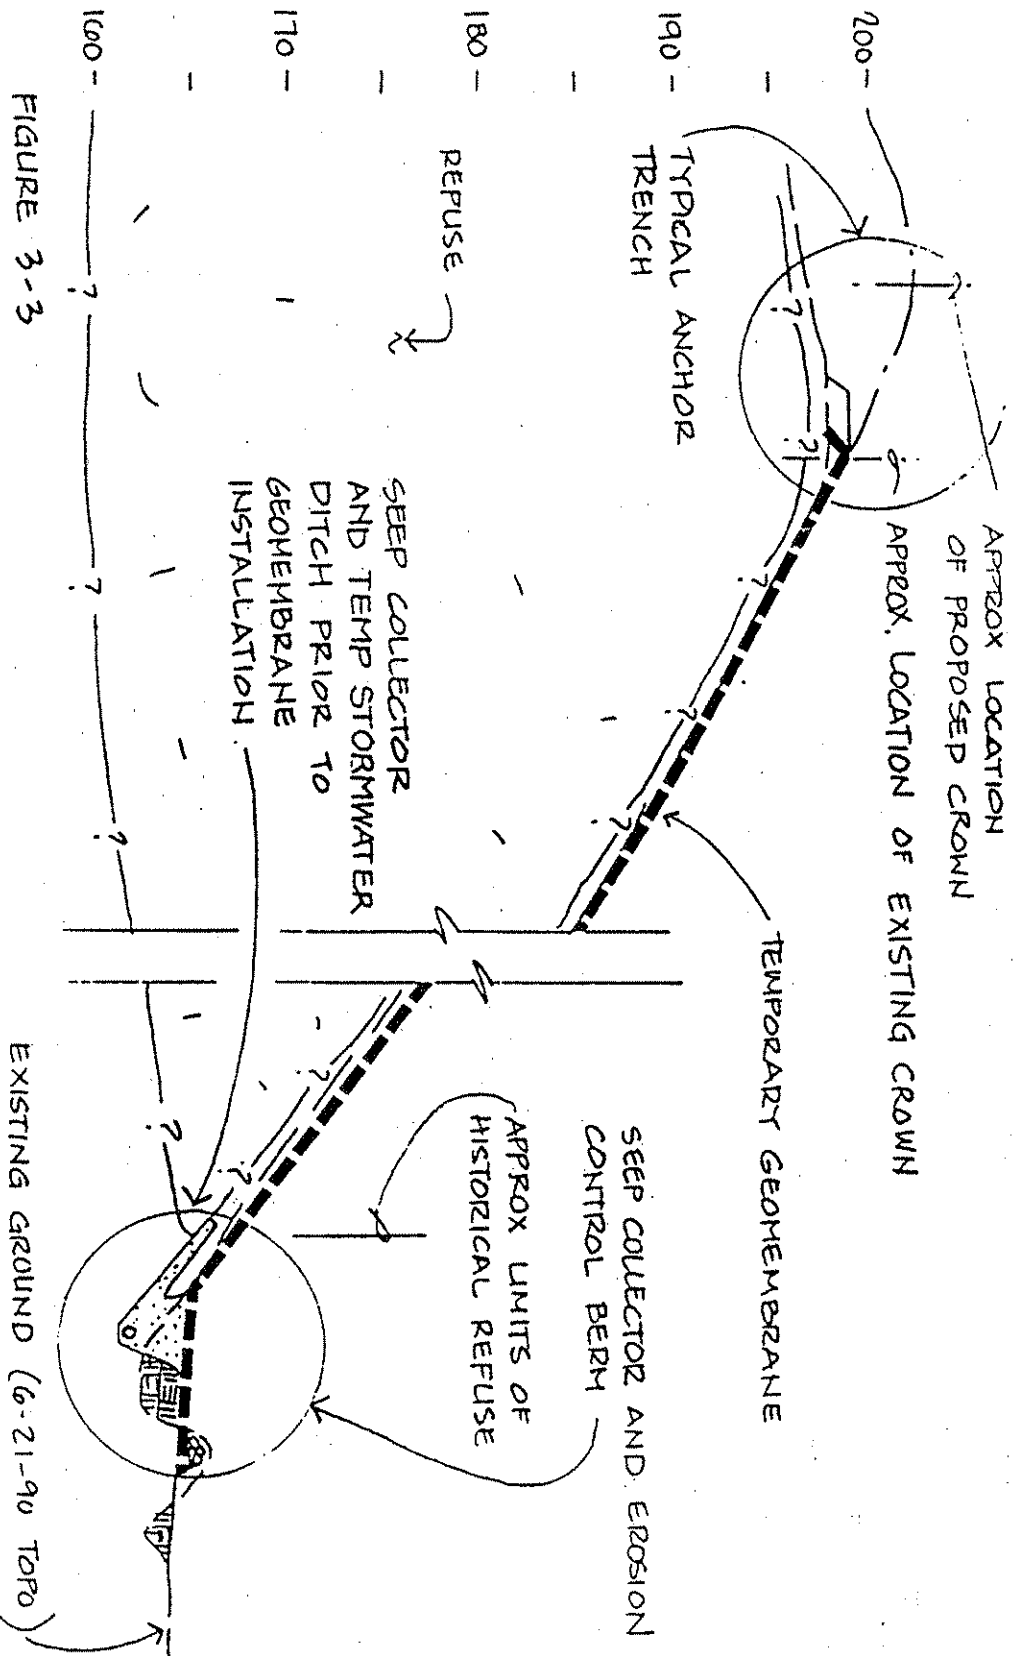 APPROX LOCATION
OF PROPOSED CROWN
APPROX. LOCATION OF EXISTING CROWN
200
TYPICAL ANCHOR
TRENCH
?
?
TEMPORARY GEOMEMBRANE
190
?
?
?
180
REFUSE
SEEP COLLECTOR AND EROSION
CONTROL BERM
APPROX LIMITS OF
HISTORICAL REFUSE
SEEP COLLECTOR
AND TEMP STORMWATER
DITCH PRIOR TO
GEOMEMBRANE
INSTALLATION.
170
?
?
?
160
?
?
?
EXISTING GROUND (6-21-90 TOPO)
FIGURE 3-3